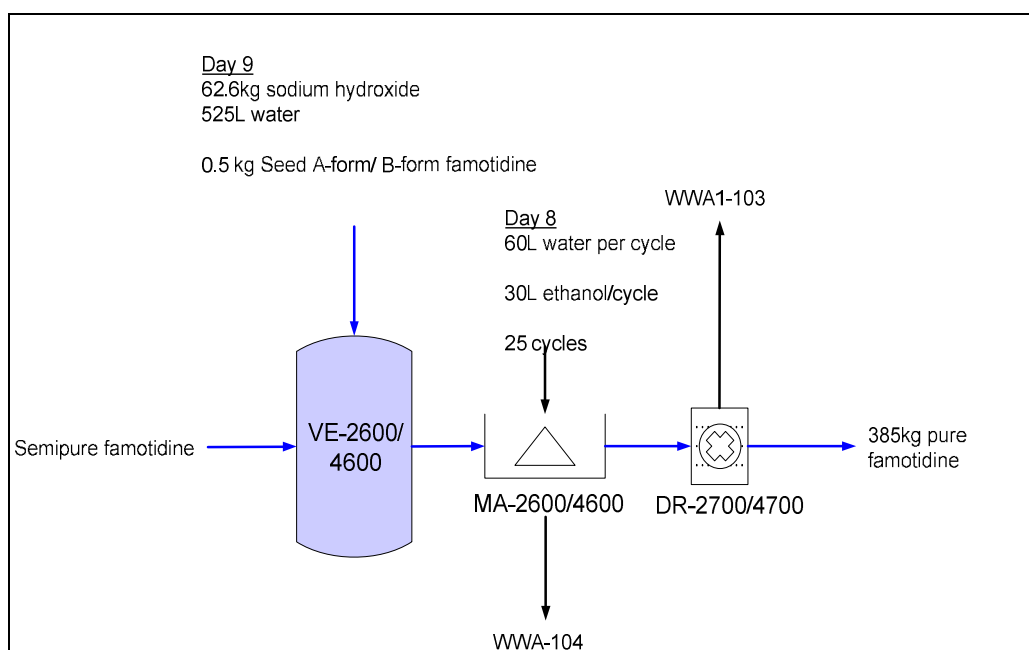 Day 9
62.6kg sodium hydroxide
525L water
0.5 kg Seed A-form/ B-form famotidine
WWA1-103
Day 8
60L water per cycle
30L ethanol/cycle
25 cycles
Semipure famotidine
VE-2600/
4600
385kg pure
famotidine
MA-2600/4600
DR-2700/4700
WWA-104